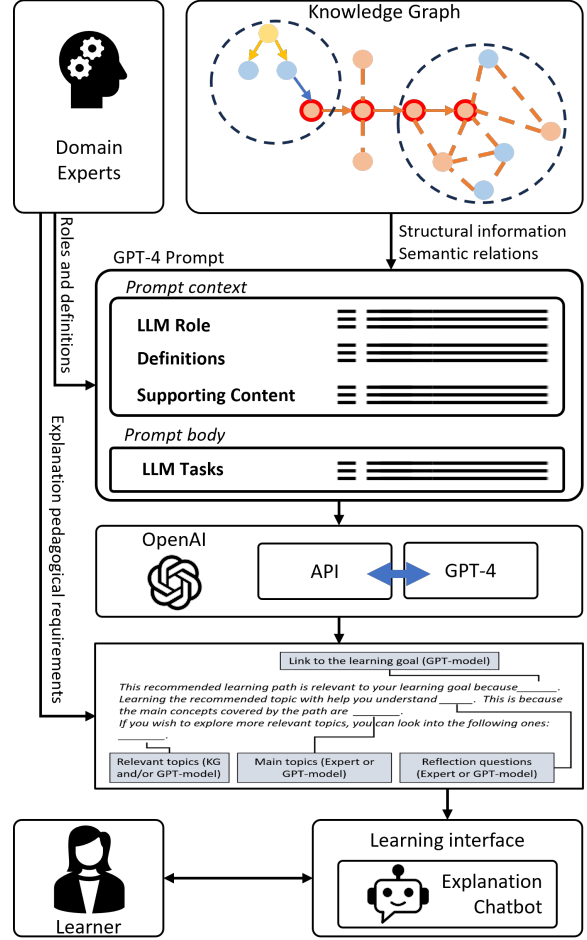 Knowledge Graph
Domain
Experts
Structural information
Semantic relations
Roles and definitions
Explanation pedagogical requirements
GPT-4 Prompt
Prompt context
LLM Role
Definitions
Supporting Content
Prompt body
LLM Tasks
OpenAI
API
GPT-4
Link to the learning goal (GPT-model)
This recommended learning path is relevant to your learning goal because_______.
Learning the recommended topic with help you understand _____. This is because
the main concepts covered by the path are ________.
If you wish to explore more relevant topics, you can look into the following ones:
________.
Relevant topics (KG
and/or GPT-model)
Main topics (Expert or
GPT-model)
Reflection questions
(Expert or GPT-model)
Learner
Learning interface
Explanation
Chatbot